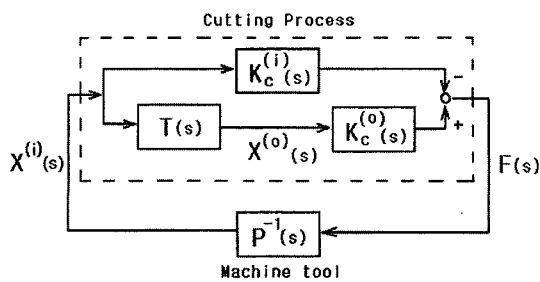 Cutting Process
K_c^(i)(s)
-
T(s)
X^(o)(s)
K_c^(o)(s)
+
X^(i)(s)
F(s)
P^-1(s)
Machine tool